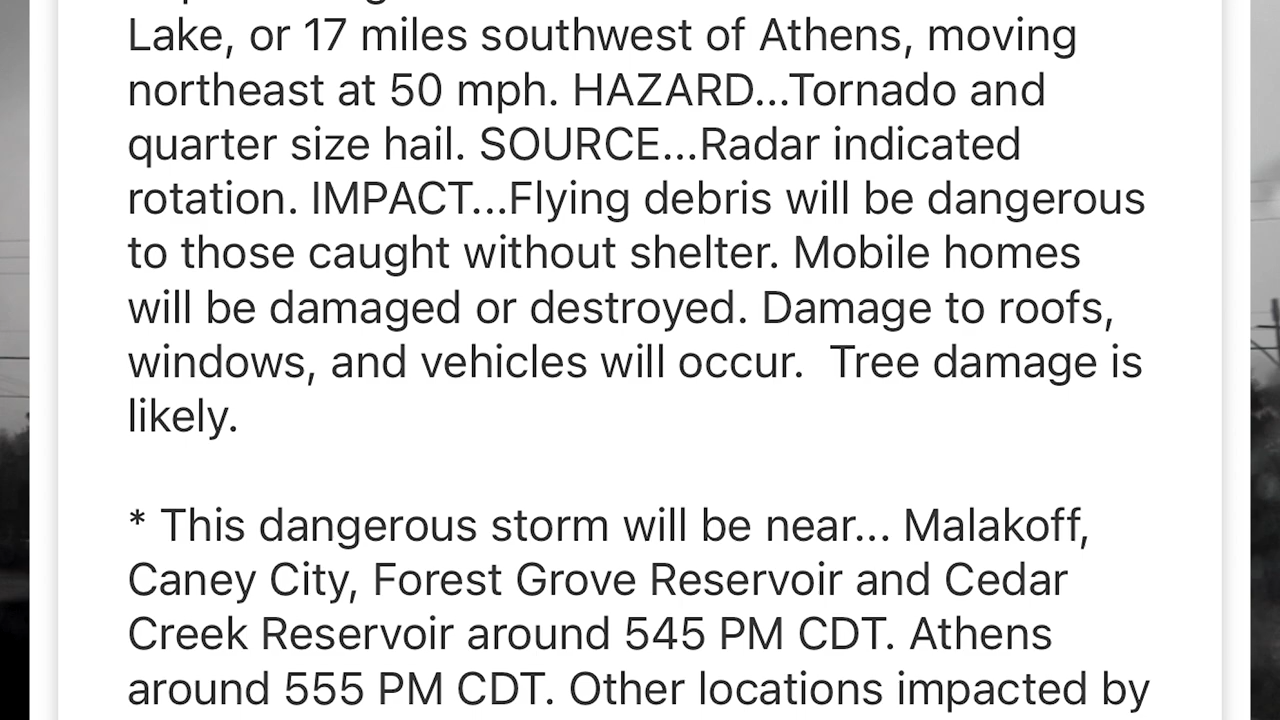 Lake, or 17 miles southwest of Athens, moving
northeast at 50 mph. HAZARD...Tornado and
quarter size hail. SOURCE...Radar indicated
rotation. IMPACT...Flying debris will be dangerous
to those caught without shelter. Mobile homes
will be damaged or destroyed. Damage to roofs,
windows, and vehicles will occur.  Tree damage is
likely.
* This dangerous storm will be near... Malakoff,
Caney City, Forest Grove Reservoir and Cedar
Creek Reservoir around 545 PM CDT. Athens
around 555 PM CDT. Other locations impacted by